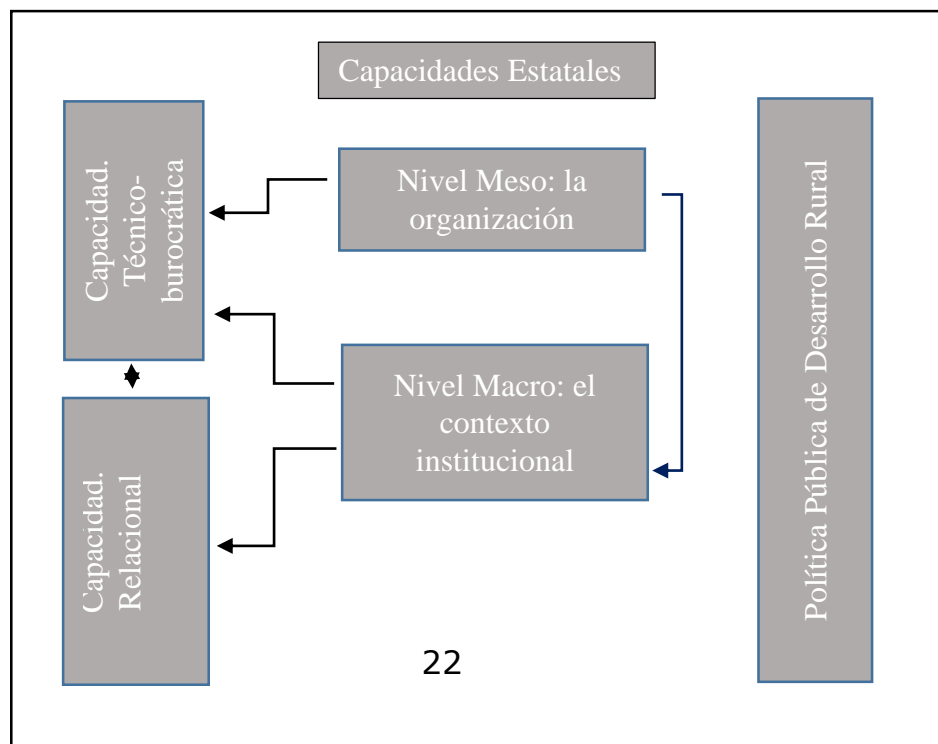 Capacidades Estatales
Capacidad.
Técnico-
burocrática
Nivel Meso: la
organización
Nivel Macro: el
contexto
institucional
Capacidad.
Relacional
Política Pública de Desarrollo Rural
22